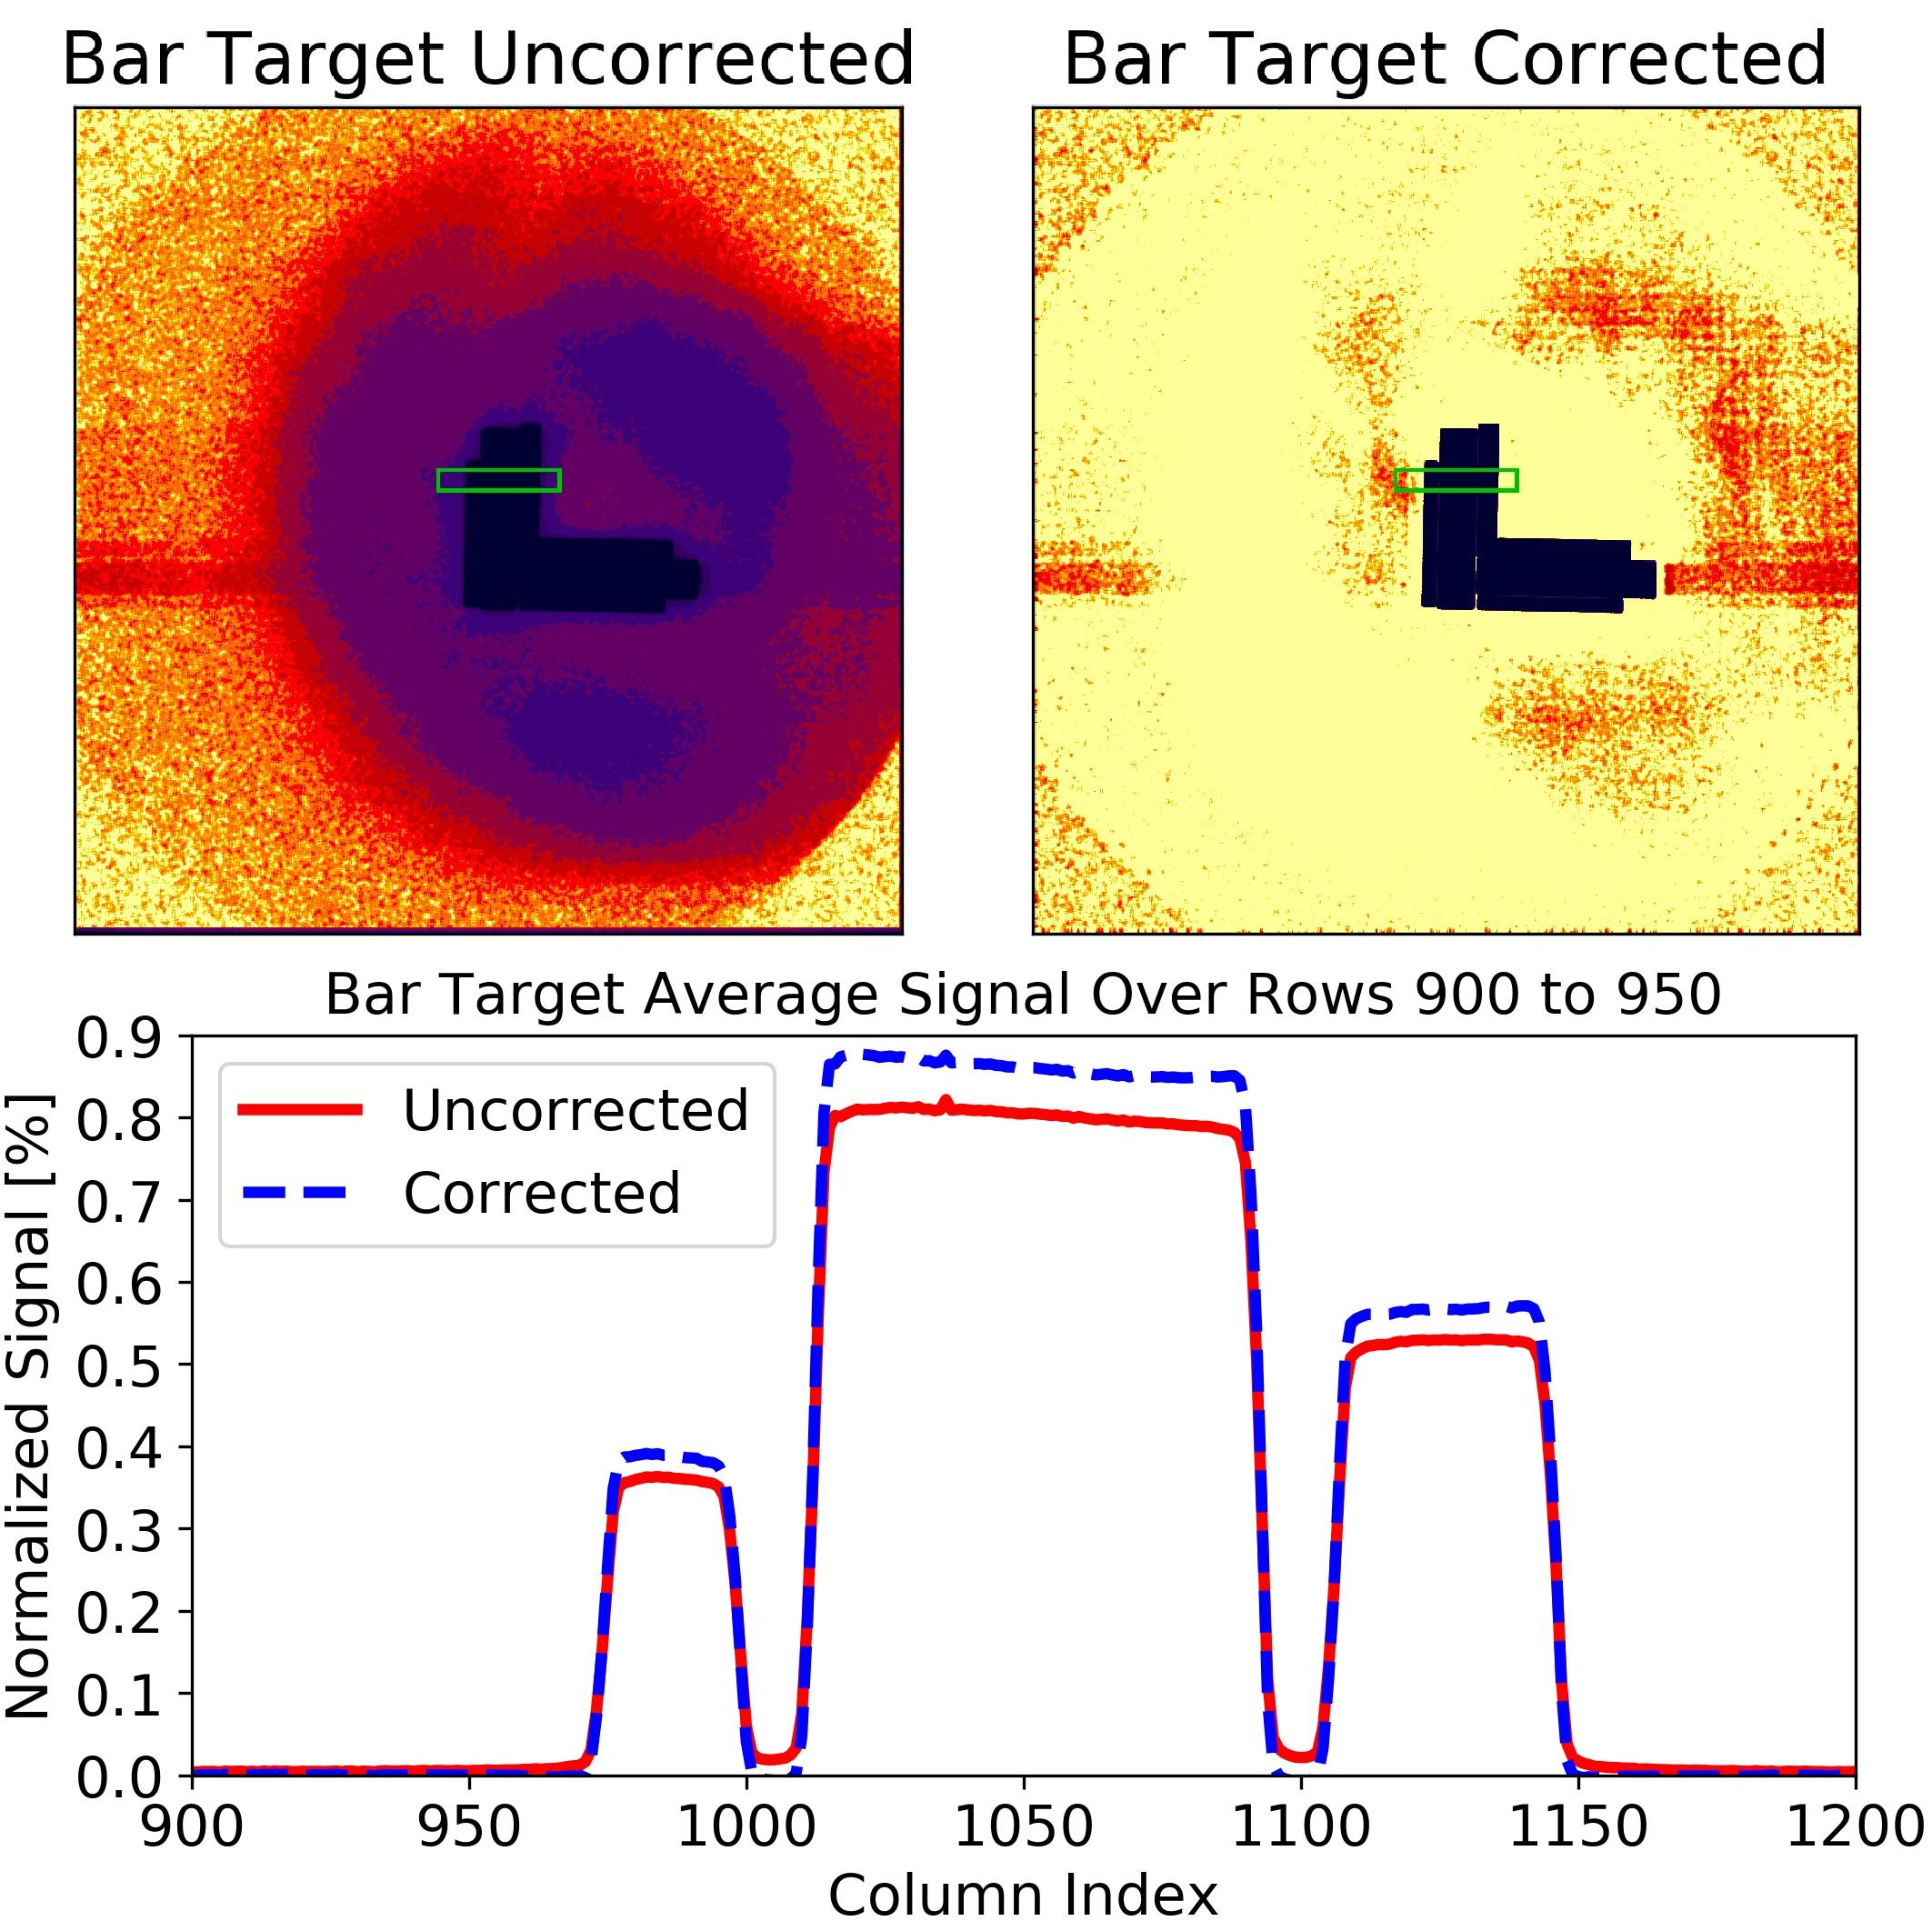 Bar Target Uncorrected
Bar Target Corrected
Bar Target Average Signal Over Rows 900 to 950
Normalized Signal [%]
0.9
0.8
0.7
0.6
0.5
0.4
0.3
0.2
0.1
0.0
Uncorrected
Corrected
900 950 1000 1050 1100 1150 1200
Column Index